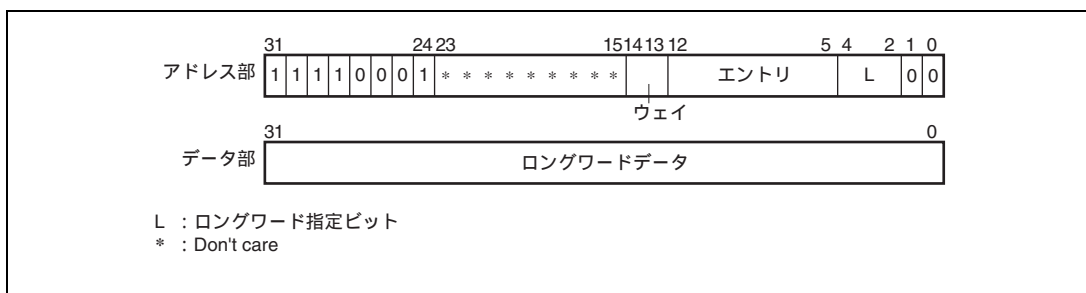 31 24 23 15 14 13 12 5 4 2 1 0
アドレス部 1 1 1 1 0 0 0 1 * * * * * * * * * エントリ L 0 0
ウェイ
31 0
データ部 ロングワードデータ
L : ロングワード指定ビット
* : Don't care